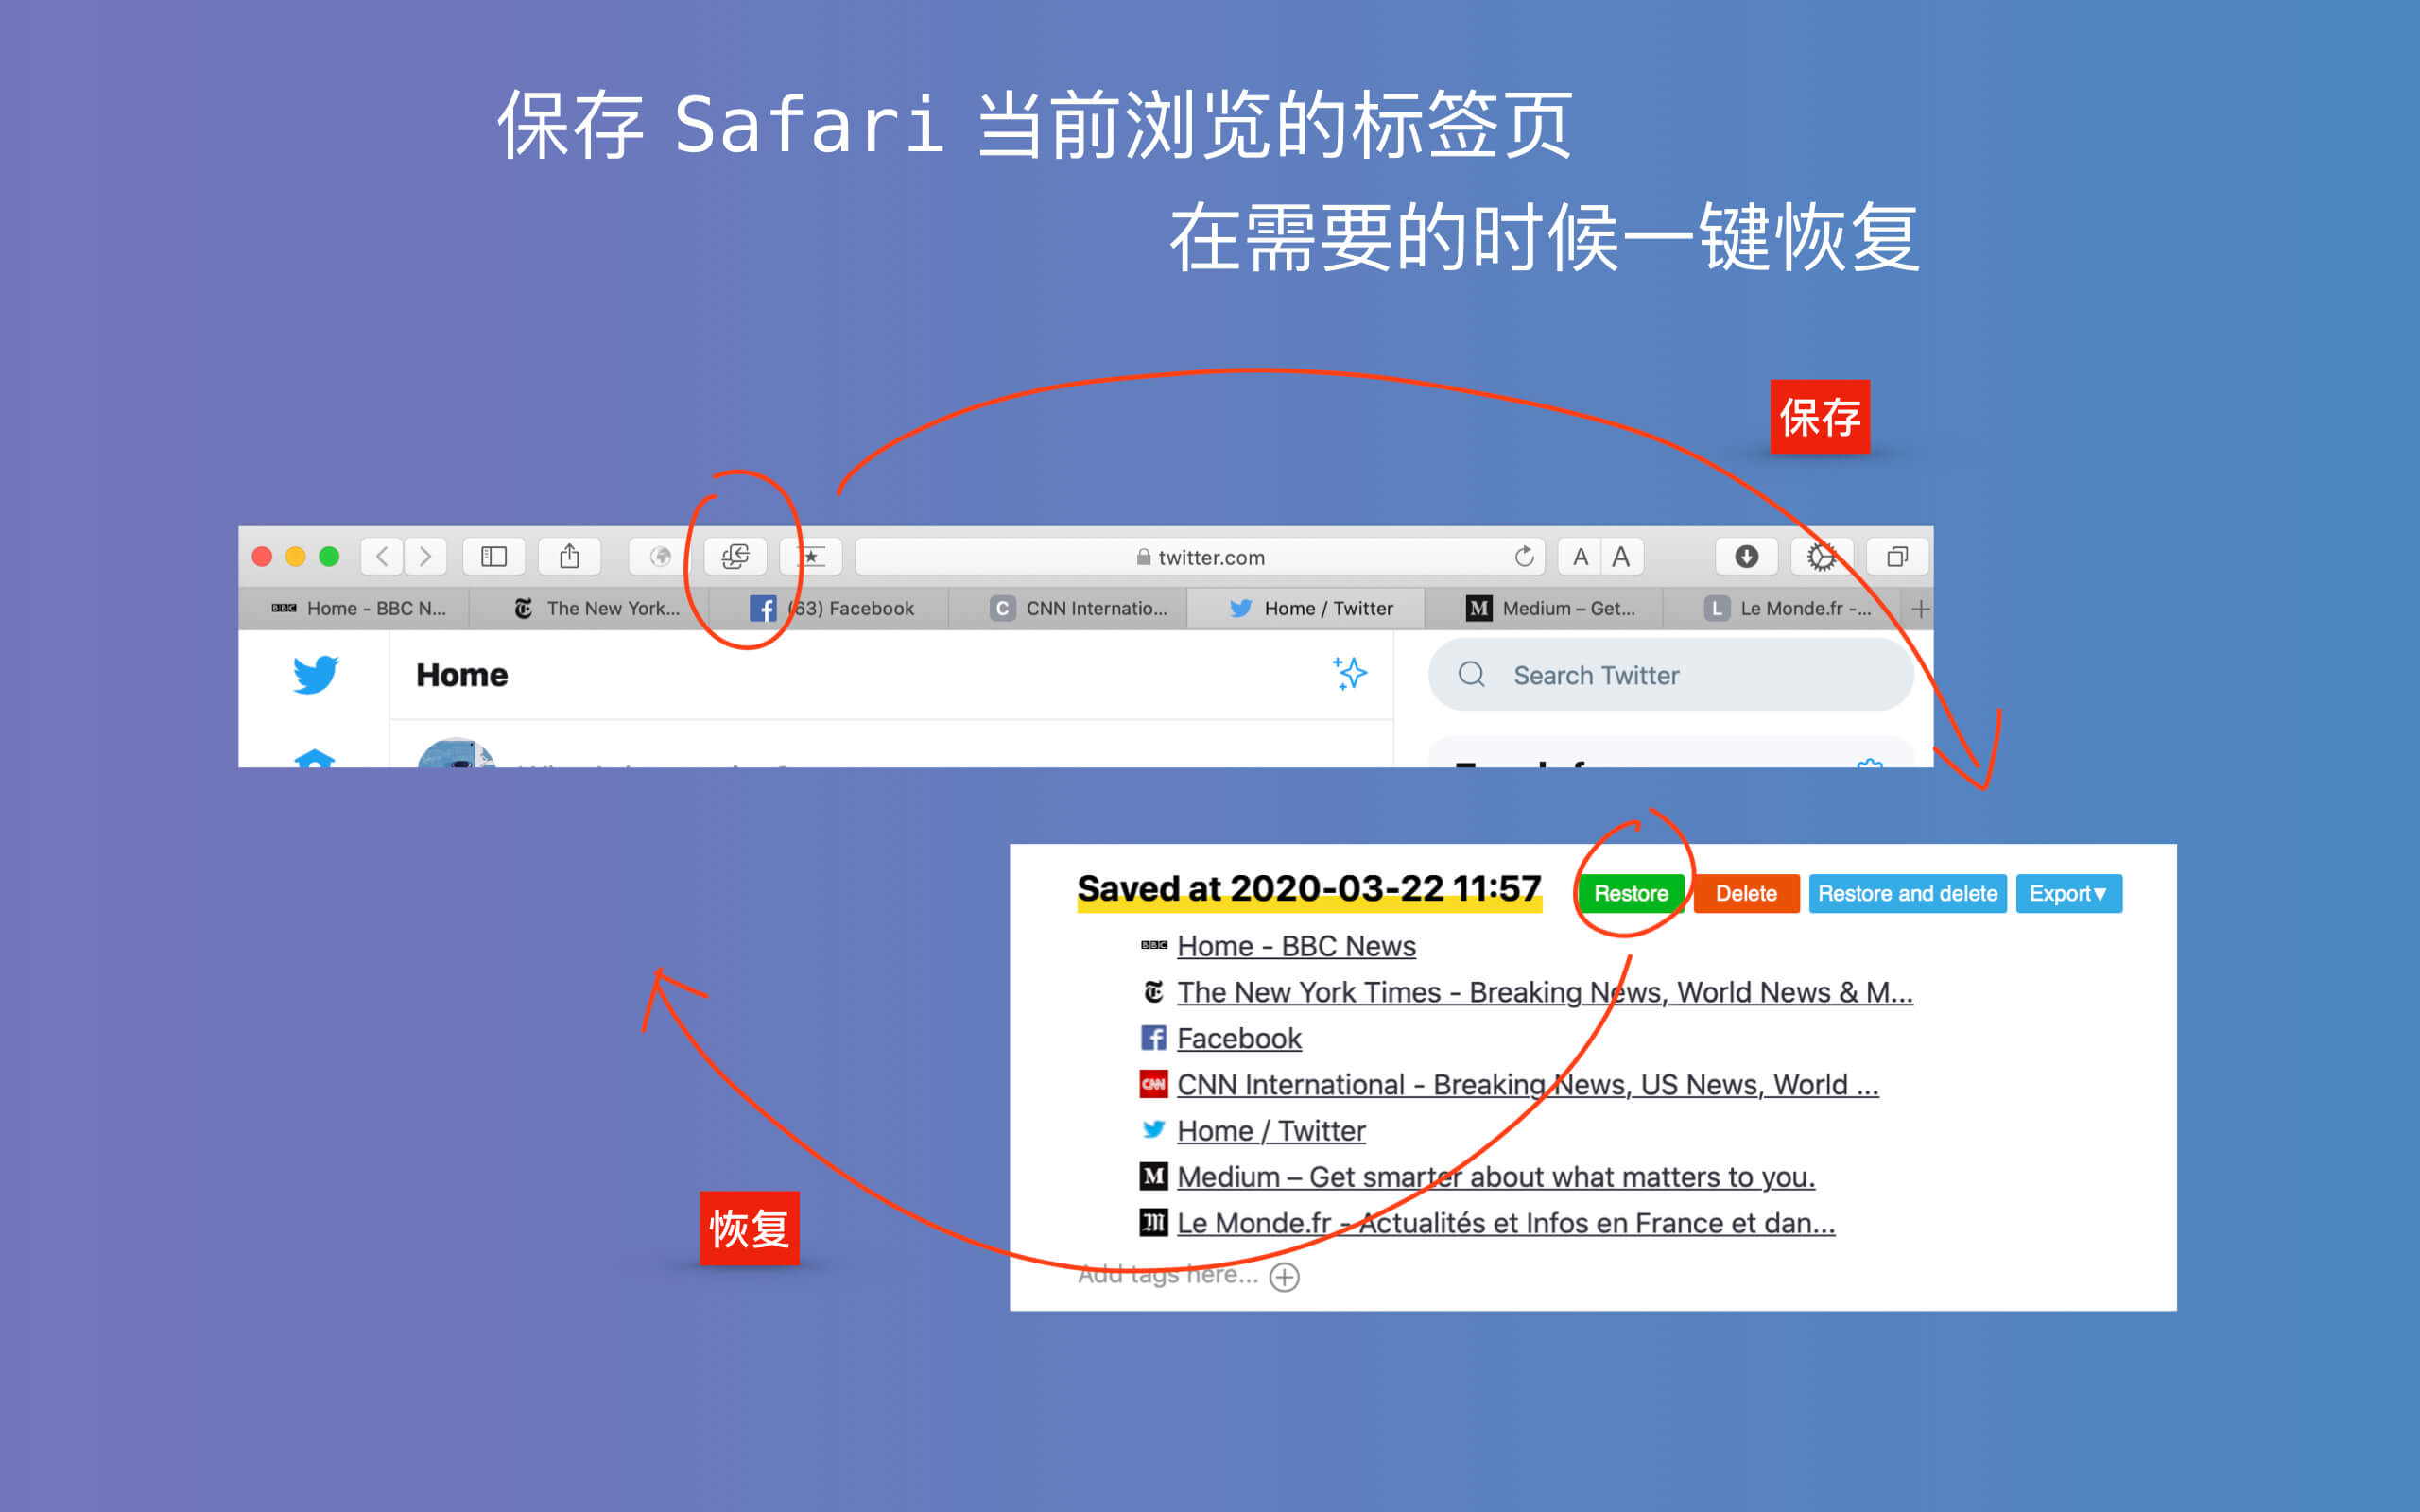 保存 Safari 当前浏览的标签页
在需要的时候一键恢复
保存
twitter.com
A A
BBC Home - BBC N...
The New York...
(63) Facebook
C CNN Internatio...
Home / Twitter
M Medium – Get...
L Le Monde.fr -...
Home
Search Twitter
Saved at 2020-03-22 11:57
Restore
Delete
Restore and delete
Export▼
BBC Home - BBC News
The New York Times - Breaking News, World News & M...
Facebook
CNN CNN International - Breaking News, US News, World ...
Home / Twitter
M Medium – Get smarter about what matters to you.
Le Monde.fr - Actualités et Infos en France et dan...
Add tags here...
恢复